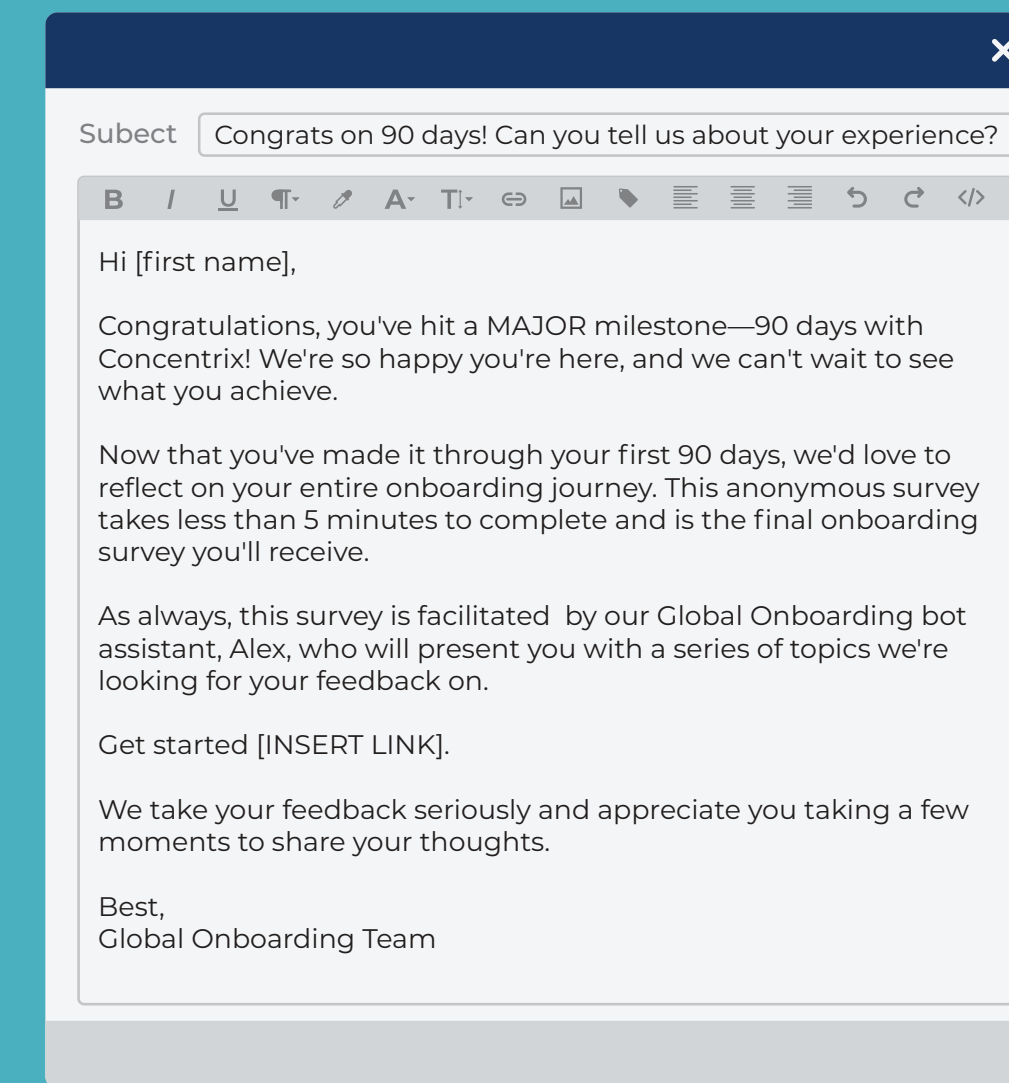 Subect
Congrats on 90 days! Can you tell us about your experience?
Hi [first name],
Congratulations, you've hit a MAJOR milestone—90 days with
Concentrix! We're so happy you're here, and we can't wait to see
what you achieve.
Now that you've made it through your first 90 days, we'd love to
reflect on your entire onboarding journey. This anonymous survey
takes less than 5 minutes to complete and is the final onboarding
survey you'll receive.
As always, this survey is facilitated  by our Global Onboarding bot
assistant, Alex, who will present you with a series of topics we're
looking for your feedback on.
Get started [INSERT LINK].
We take your feedback seriously and appreciate you taking a few
moments to share your thoughts.
Best,
Global Onboarding Team